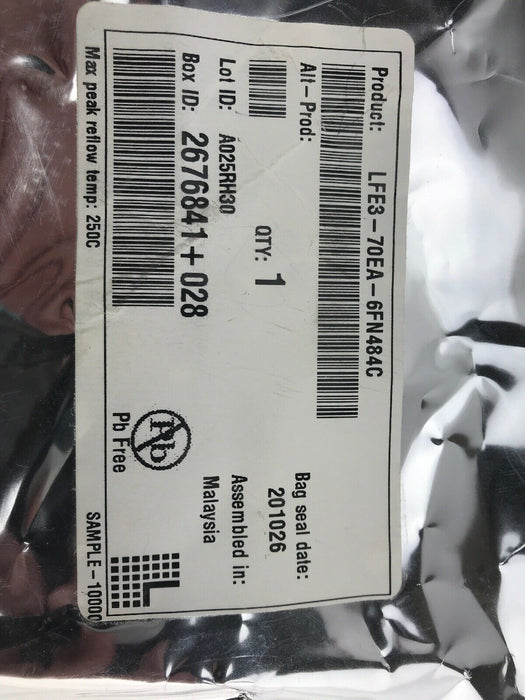 Product: LFE3-70EA-6FN484C
Alt-Prod:
QTY: 1
Lot ID: A025RH30
Box ID: 2676841+028
Max peak reflow temp: 250C
Bag seal date:
201026
Assembled in:
Malaysia
Pb
Pb Free
L
SAMPLE-10000